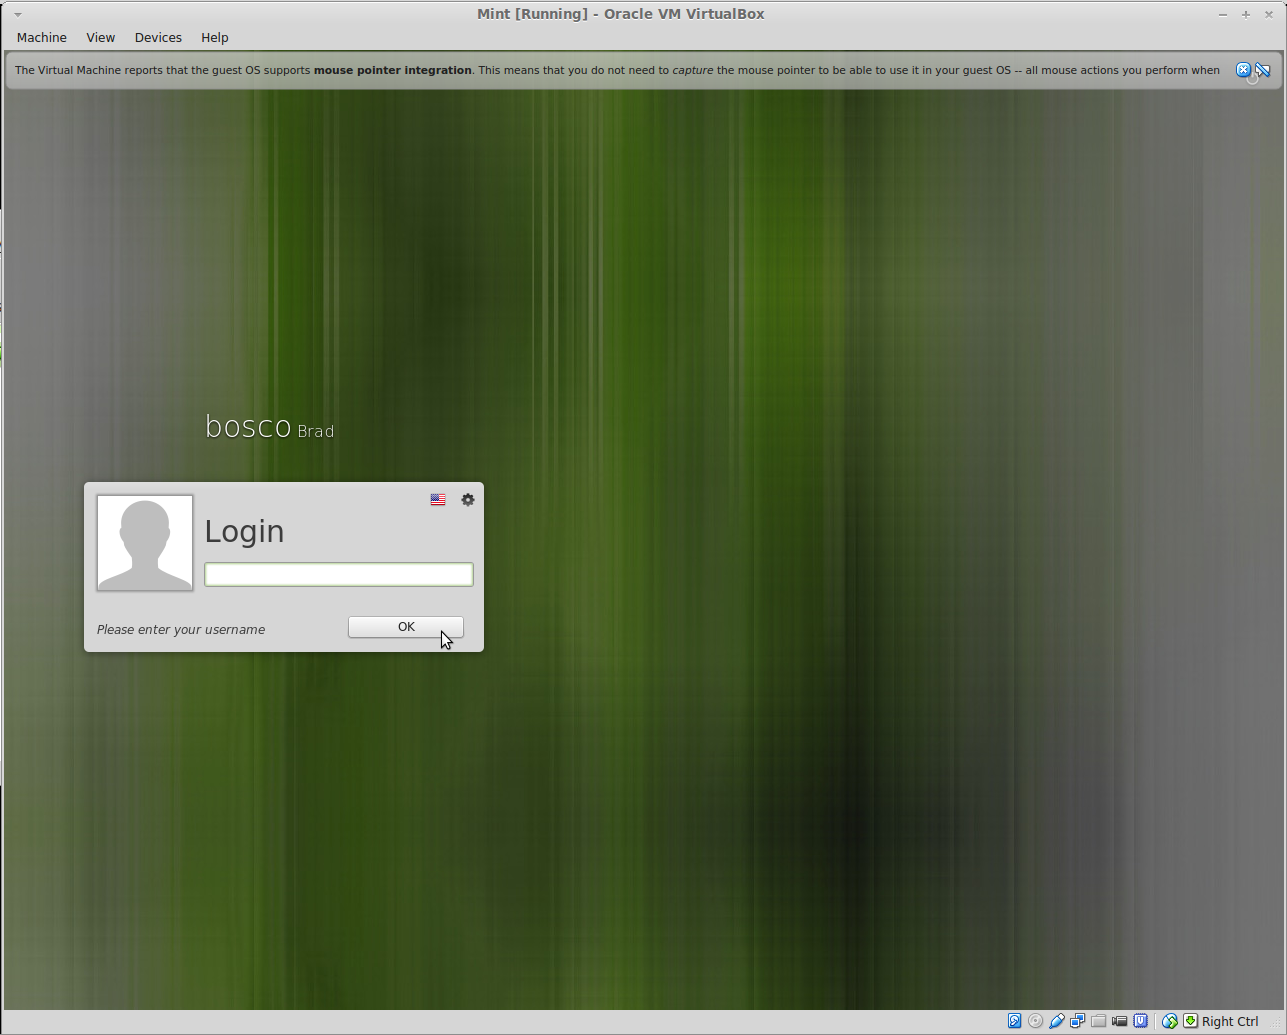 Mint [Running] - Oracle VM VirtualBox
Machine View Devices Help
The Virtual Machine reports that the guest OS supports mouse pointer integration. This means that you do not need to capture the mouse pointer to be able to use it in your guest OS -- all mouse actions you perform when
bosco Brad
Login
Please enter your username OK
Right Ctrl